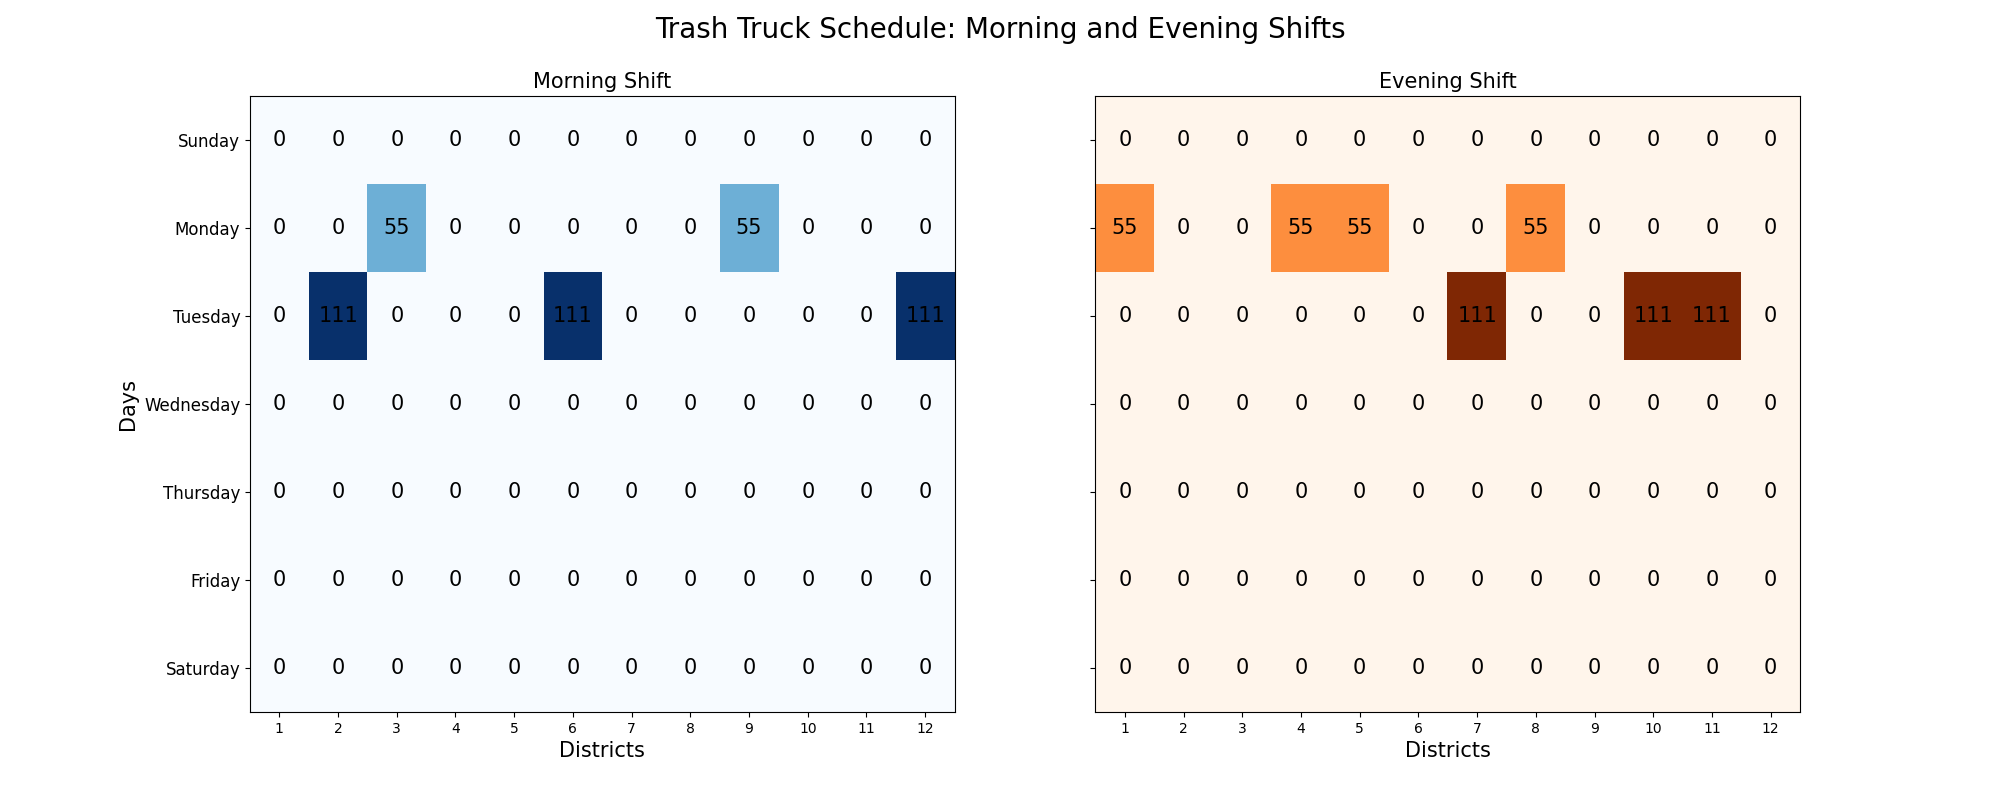 Trash Truck Schedule: Morning and Evening Shifts
Morning Shift
Days
Sunday 0 0 0 0 0 0 0 0 0 0 0 0
Monday 0 0 55 0 0 0 0 0 55 0 0 0
Tuesday 0 111 0 0 0 111 0 0 0 0 0 111
Wednesday 0 0 0 0 0 0 0 0 0 0 0 0
Thursday 0 0 0 0 0 0 0 0 0 0 0 0
Friday 0 0 0 0 0 0 0 0 0 0 0 0
Saturday 0 0 0 0 0 0 0 0 0 0 0 0
1 2 3 4 5 6 7 8 9 10 11 12
Districts
Evening Shift
0 0 0 0 0 0 0 0 0 0 0 0
55 0 0 55 55 0 0 55 0 0 0 0
0 0 0 0 0 0 111 0 0 111 111 0
0 0 0 0 0 0 0 0 0 0 0 0
0 0 0 0 0 0 0 0 0 0 0 0
0 0 0 0 0 0 0 0 0 0 0 0
0 0 0 0 0 0 0 0 0 0 0 0
1 2 3 4 5 6 7 8 9 10 11 12
Districts